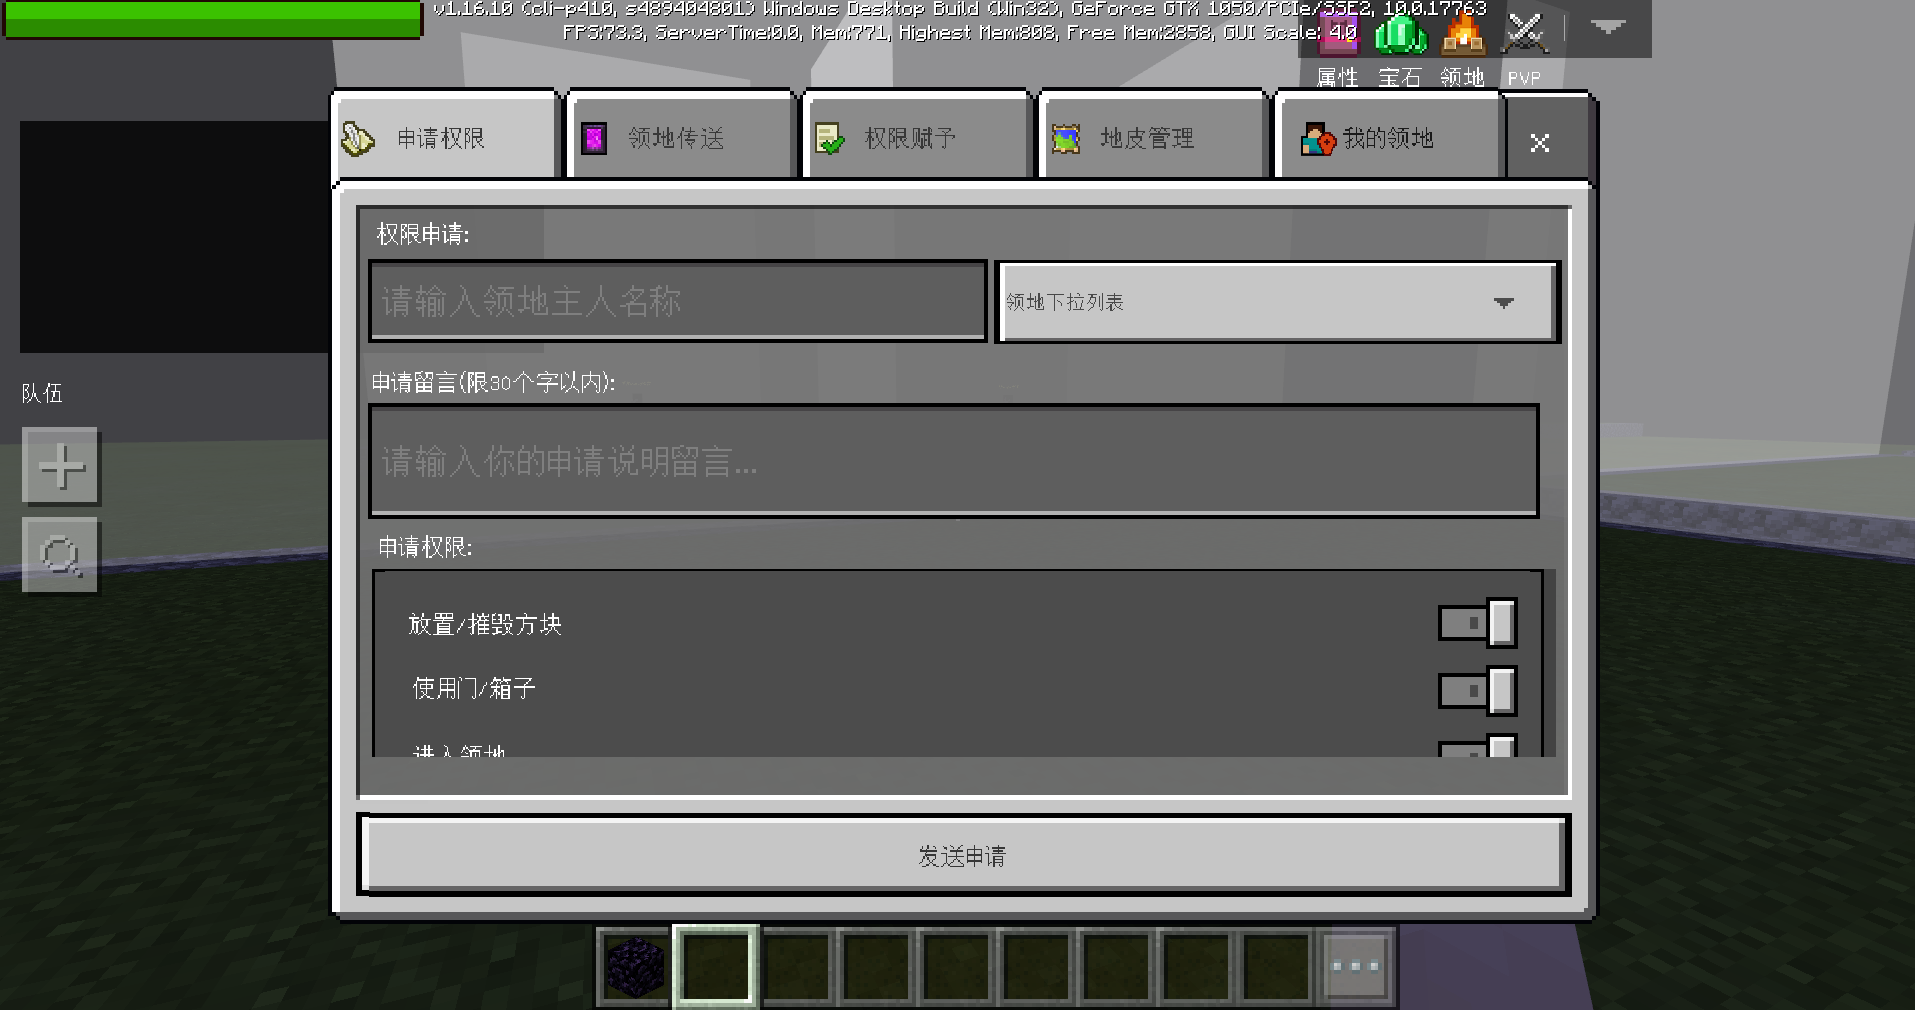 v1.16.10 (cli-p410, s489404801) Windows Desktop Build (Win32), GeForce GTX 1050/PCIe/SSE2, 10.0.17763
FPS:73.3, ServerTime:0.0, Mem:771, Highest Mem:808, Free Mem:2858, GUI Scale: 4.0
属性 宝石 领地 PVP
申请权限 领地传送 权限赋予 地皮管理 我的领地
权限申请:
请输入领地主人名称 领地下拉列表
申请留言(限30个字以内):
队伍
请输入你的申请说明留言...
申请权限:
放置/摧毁方块
使用门/箱子
进入领地
发送申请